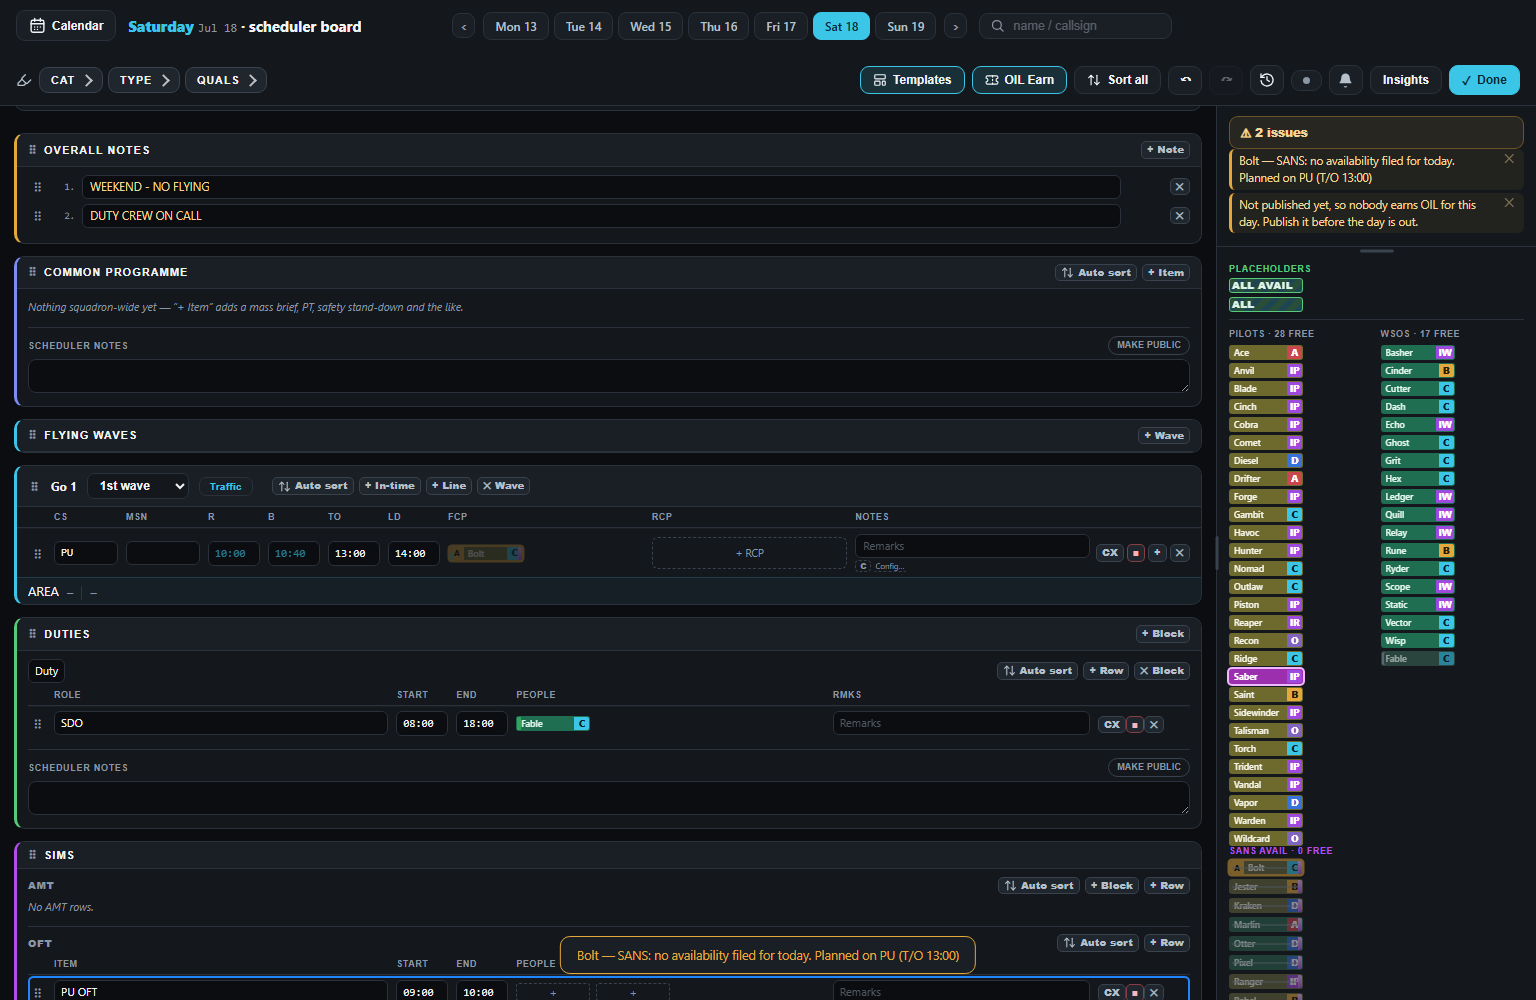 Calendar
Saturday Jul 18 · scheduler board
‹ Mon 13 Tue 14 Wed 15 Thu 16 Fri 17 Sat 18 Sun 19 ›
name / callsign
CAT TYPE QUALS
Templates OIL Earn Sort all Insights ✓ Done
⚠ 2 issues
Bolt — SANS: no availability filed for today.
Planned on PU (T/O 13:00)
Not published yet, so nobody earns OIL for this
day. Publish it before the day is out.
OVERALL NOTES
+ Note
1. WEEKEND - NO FLYING
2. DUTY CREW ON CALL
COMMON PROGRAMME
Auto sort + Item
Nothing squadron-wide yet — "+ Item" adds a mass brief, PT, safety stand-down and the like.
SCHEDULER NOTES
MAKE PUBLIC
FLYING WAVES
+ Wave
Go 1 1st wave Traffic Auto sort + In-time + Line ✕ Wave
CS MSN R B TO LD FCP RCP NOTES
PU 10:00 10:40 13:00 14:00 A Bolt C + RCP Remarks CX + ✕
C Config...
AREA – | –
DUTIES
+ Block
Duty
Auto sort + Row ✕ Block
ROLE START END PEOPLE RMKS
SDO 08:00 18:00 Fable C Remarks CX ✕
SCHEDULER NOTES
MAKE PUBLIC
SIMS
AMT
Auto sort + Block + Row
No AMT rows.
OFT
Auto sort + Row
ITEM START END PEOPLE
PU OFT 09:00 10:00 + + Remarks CX ✕
Bolt — SANS: no availability filed for today. Planned on PU (T/O 13:00)
PLACEHOLDERS
ALL AVAIL
ALL
PILOTS · 28 FREE
Ace A
Anvil IP
Blade IP
Cinch IP
Cobra IP
Comet IP
Diesel D
Drifter A
Forge IP
Gambit C
Havoc IP
Hunter IP
Nomad C
Outlaw C
Piston IP
Reaper IR
Recon O
Ridge C
Saber IP
Saint B
Sidewinder IP
Talisman O
Torch C
Trident IP
Vandal IP
Vapor D
Warden IP
Wildcard O
WSOS · 17 FREE
Basher IW
Cinder B
Cutter C
Dash C
Echo IW
Ghost C
Grit C
Hex C
Ledger IW
Quill IW
Relay IW
Rune B
Ryder C
Scope IW
Static IW
Vector C
Wisp C
Fable C
SANS AVAIL · 0 FREE
A Bolt C
Jester B
Kraken D
Marlin A
Otter D
Pixel D
Ranger IP